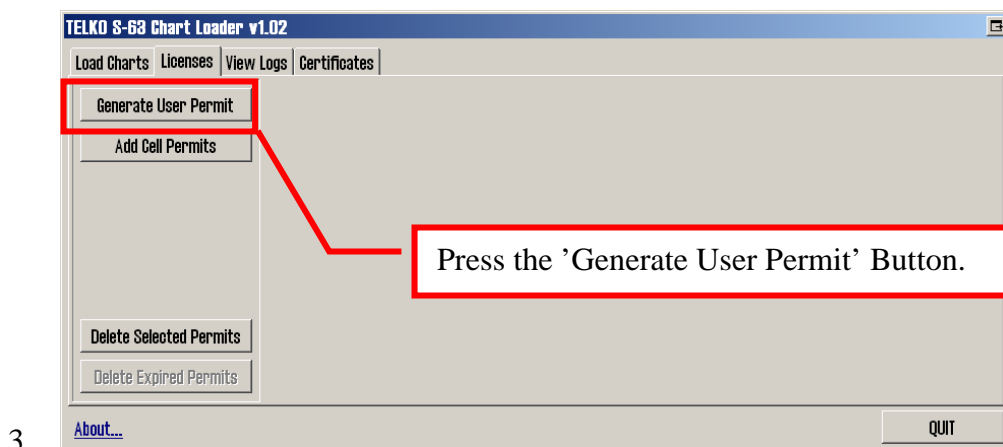 TELKO S-63 Chart Loader v1.02
Load Charts Licenses View Logs Certificates
Generate User Permit
Add Cell Permits
Press the ’Generate User Permit’ Button.
Delete Selected Permits
Delete Expired Permits
About...
QUIT
3